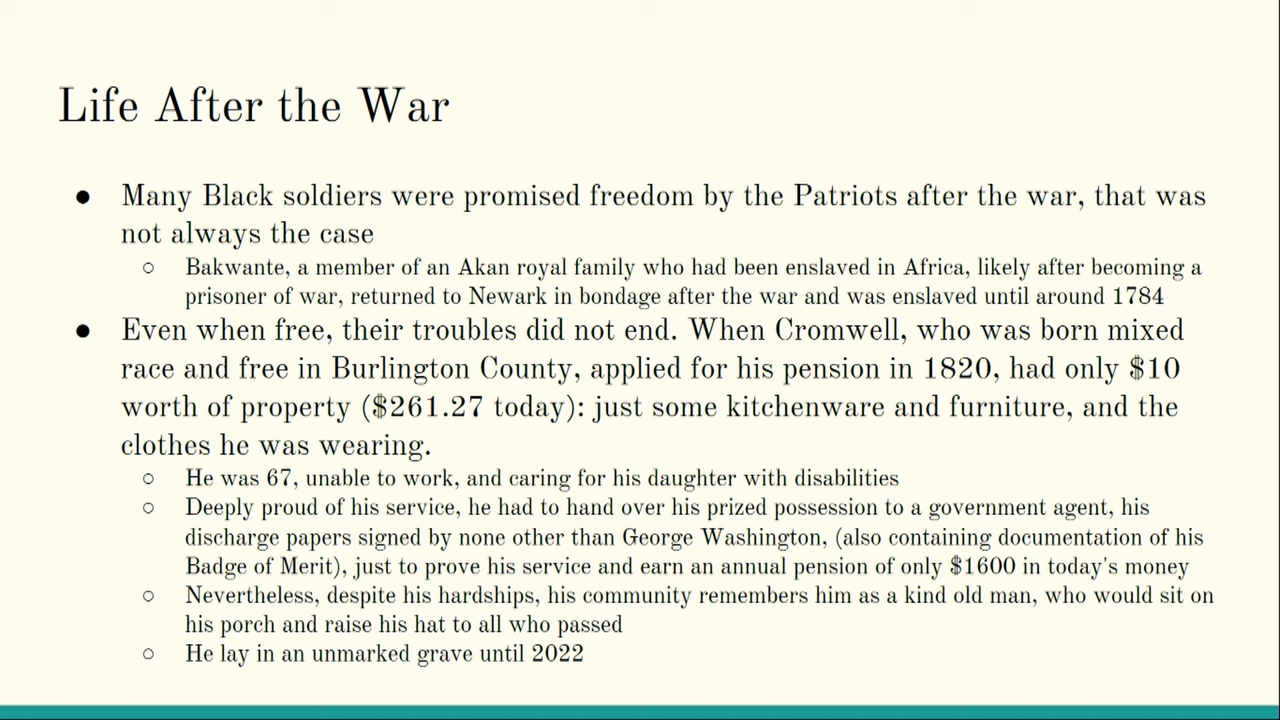 Life After the War
● Many Black soldiers were promised freedom by the Patriots after the war, that was
not always the case
○ Bakwante, a member of an Akan royal family who had been enslaved in Africa, likely after becoming a
prisoner of war, returned to Newark in bondage after the war and was enslaved until around 1784
● Even when free, their troubles did not end. When Cromwell, who was born mixed
race and free in Burlington County, applied for his pension in 1820, had only $10
worth of property ($261.27 today): just some kitchenware and furniture, and the
clothes he was wearing.
○ He was 67, unable to work, and caring for his daughter with disabilities
○ Deeply proud of his service, he had to hand over his prized possession to a government agent, his
discharge papers signed by none other than George Washington, (also containing documentation of his
Badge of Merit), just to prove his service and earn an annual pension of only $1600 in today's money
○ Nevertheless, despite his hardships, his community remembers him as a kind old man, who would sit on
his porch and raise his hat to all who passed
○ He lay in an unmarked grave until 2022